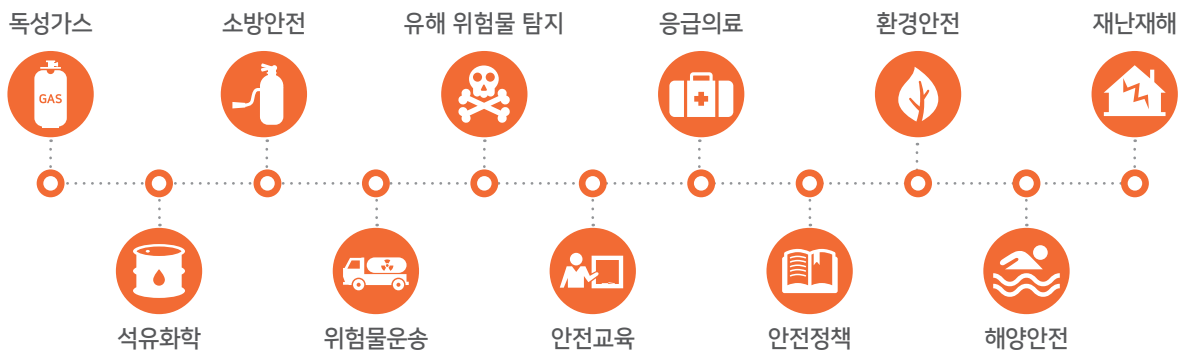 독성가스
소방안전
유해 위험물 탐지
응급의료
환경안전
재난재해
GAS
석유화학
위험물운송
안전교육
안전정책
해양안전